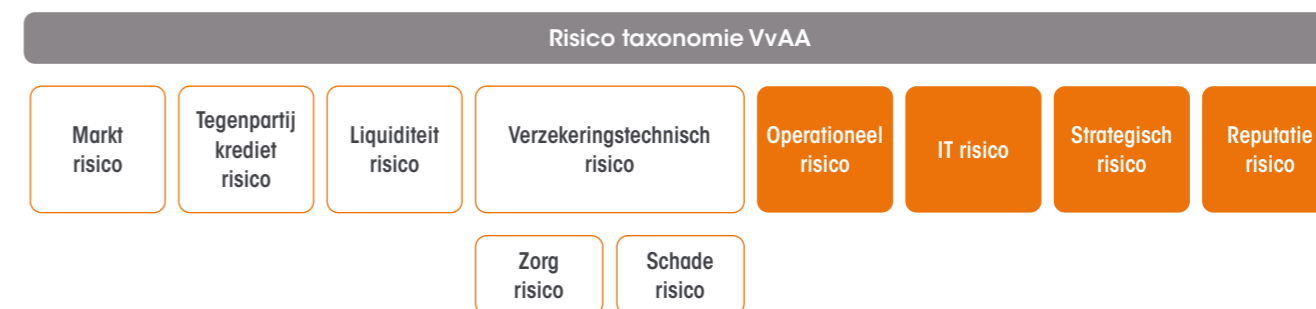 Risico taxonomie VvAA
Markt
risico
Tegenpartij
krediet
risico
Liquiditeit
risico
Verzekeringstechnisch
risico
Operationeel
risico
IT risico
Strategisch
risico
Reputatie
risico
Zorg
risico
Schade
risico